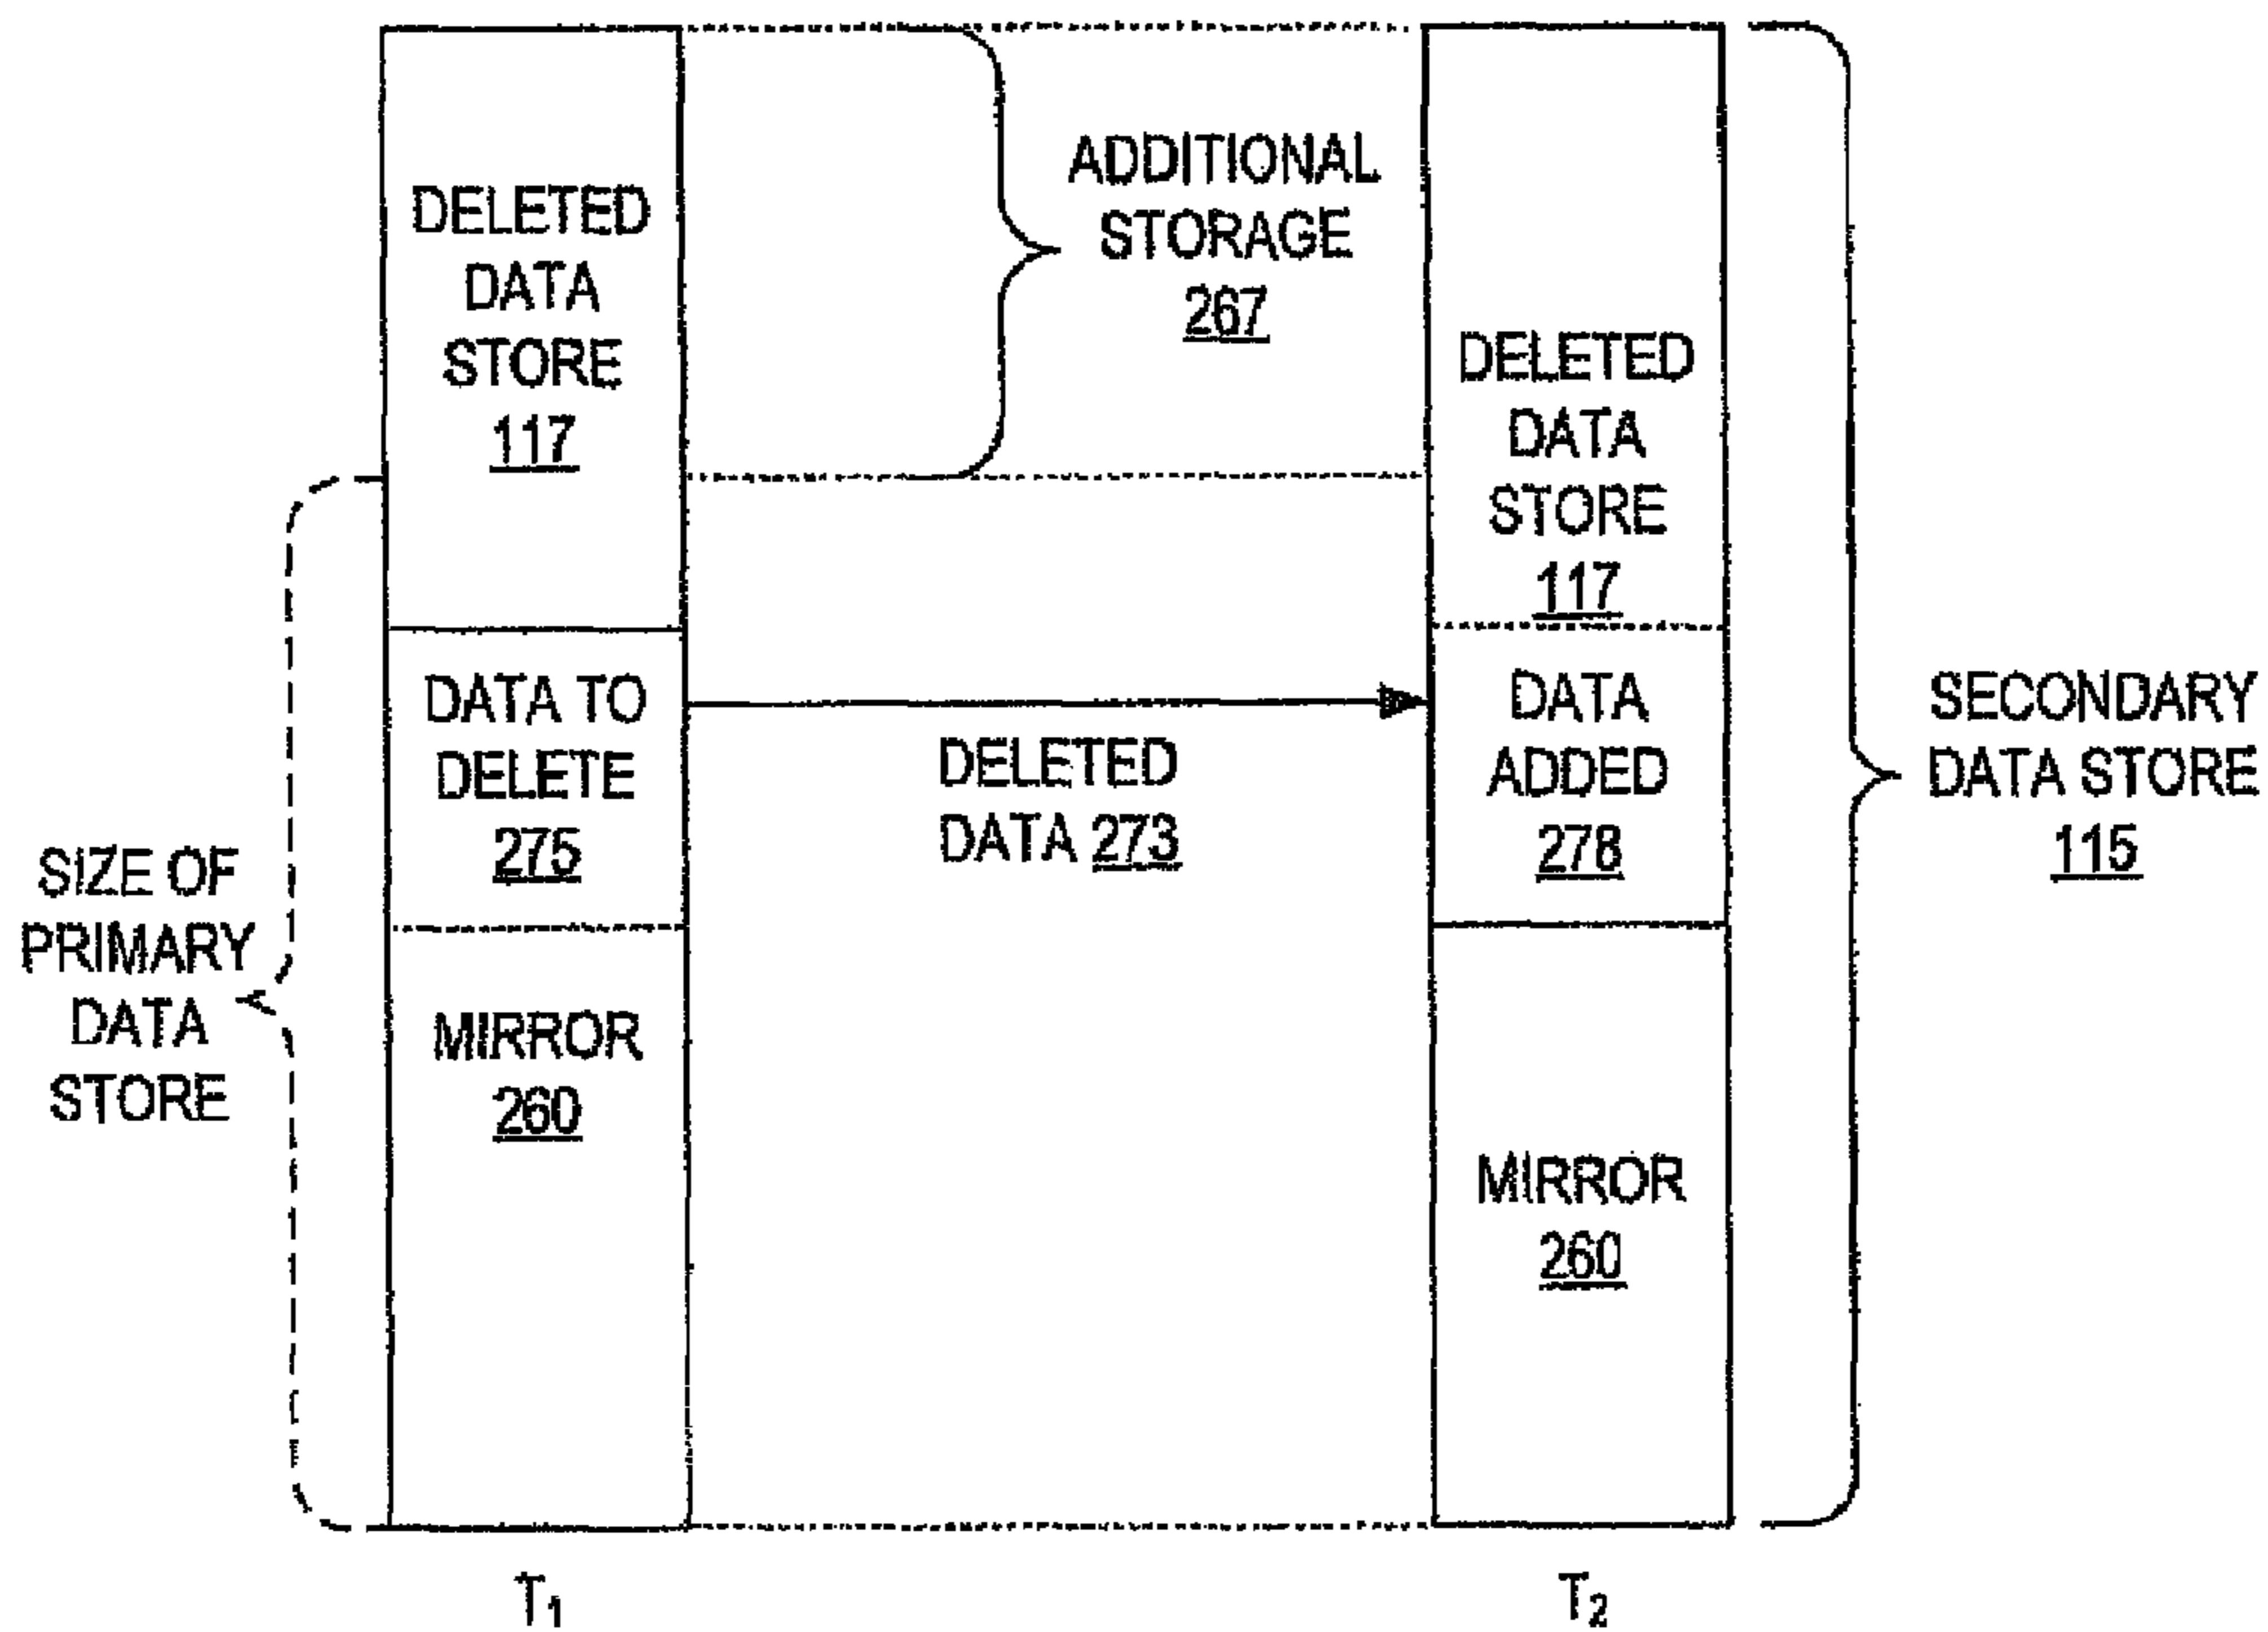 DELETED
DATA
STORE
117
ADDITIONAL
STORAGE
267
DELETED
DATA
STORE
117
DATA TO
DELETE
275
DELETED
DATA 273
DATA
ADDED
278
SECONDARY
DATA STORE
115
SIZE OF
PRIMARY
DATA
STORE
MIRROR
260
MIRROR
260
T1
T2